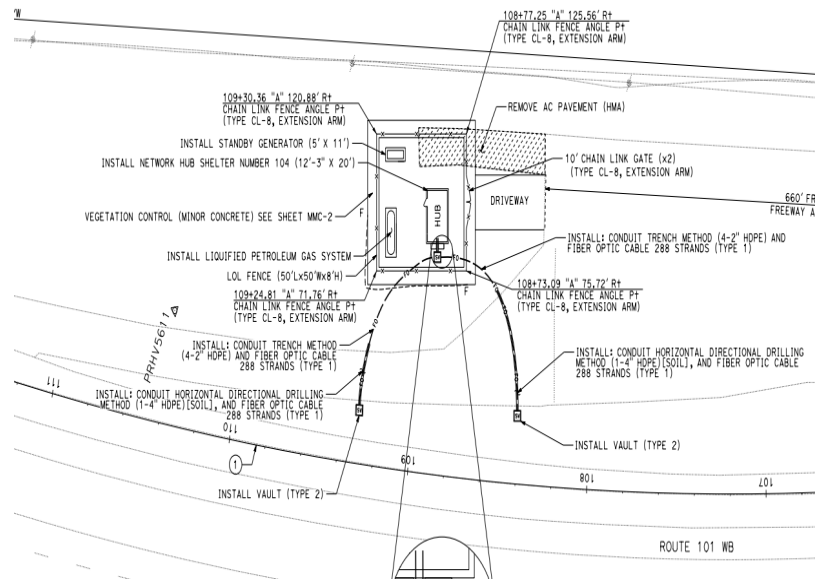 108+77.25 "A" 125.56' Rt
CHAIN LINK FENCE ANGLE Pt
(TYPE CL-8, EXTENSION ARM)
109+30.36 "A" 120.88' Rt
CHAIN LINK FENCE ANGLE Pt
(TYPE CL-8, EXTENSION ARM)
REMOVE AC PAVEMENT (HMA)
INSTALL STANDBY GENERATOR (5' X 11')
INSTALL NETWORK HUB SHELTER NUMBER 104 (12'-3" X 20')
10' CHAIN LINK GATE (x2)
(TYPE CL-8, EXTENSION ARM)
HUB
DRIVEWAY
660' FR
FREEWAY A
VEGETATION CONTROL (MINOR CONCRETE) SEE SHEET MMC-2
F
INSTALL: CONDUIT TRENCH METHOD (4-2" HDPE) AND
FIBER OPTIC CABLE 288 STRANDS (TYPE 1)
INSTALL LIQUIFIED PETROLEUM GAS SYSTEM
LOL FENCE (50'Lx50'Wx8'H)
SV
FO
109+24.81 "A" 71.76' Rt
CHAIN LINK FENCE ANGLE Pt
(TYPE CL-8, EXTENSION ARM)
F
108+73.09 "A" 75.72' Rt
CHAIN LINK FENCE ANGLE Pt
(TYPE CL-8, EXTENSION ARM)
PRHV5611
INSTALL: CONDUIT TRENCH METHOD
(4-2" HDPE) AND FIBER OPTIC CABLE
288 STRANDS (TYPE 1)
INSTALL: CONDUIT HORIZONTAL DIRECTIONAL DRILLING
METHOD (1-4" HDPE)[SOIL], AND FIBER OPTIC CABLE
288 STRANDS (TYPE 1)
INSTALL: CONDUIT HORIZONTAL DIRECTIONAL DRILLING
METHOD (1-4" HDPE)[SOIL], AND FIBER OPTIC CABLE
288 STRANDS (TYPE 1)
SV
SV
111
110
109
108
107
1
INSTALL VAULT (TYPE 2)
INSTALL VAULT (TYPE 2)
ROUTE 101 WB